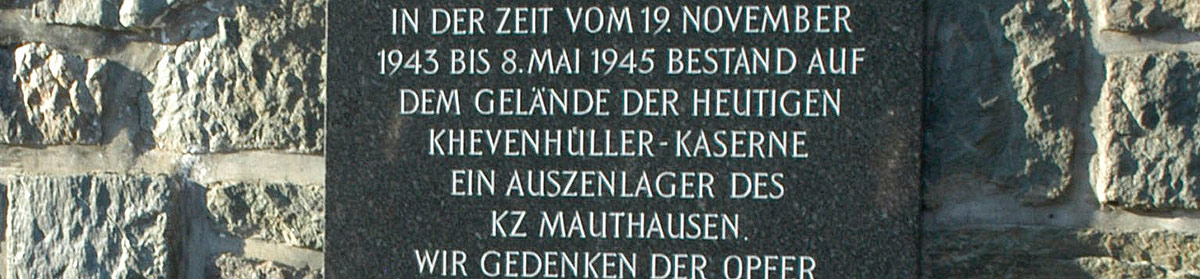 IN DER ZEIT VOM 19. NOVEMBER
1943 BIS 8. MAI 1945 BESTAND AUF
DEM GELÄNDE DER HEUTIGEN
KHEVENHÜLLER-KASERNE
EIN AUSZENLAGER DES
KZ MAUTHAUSEN.
WIR GEDENKEN DER OPFER